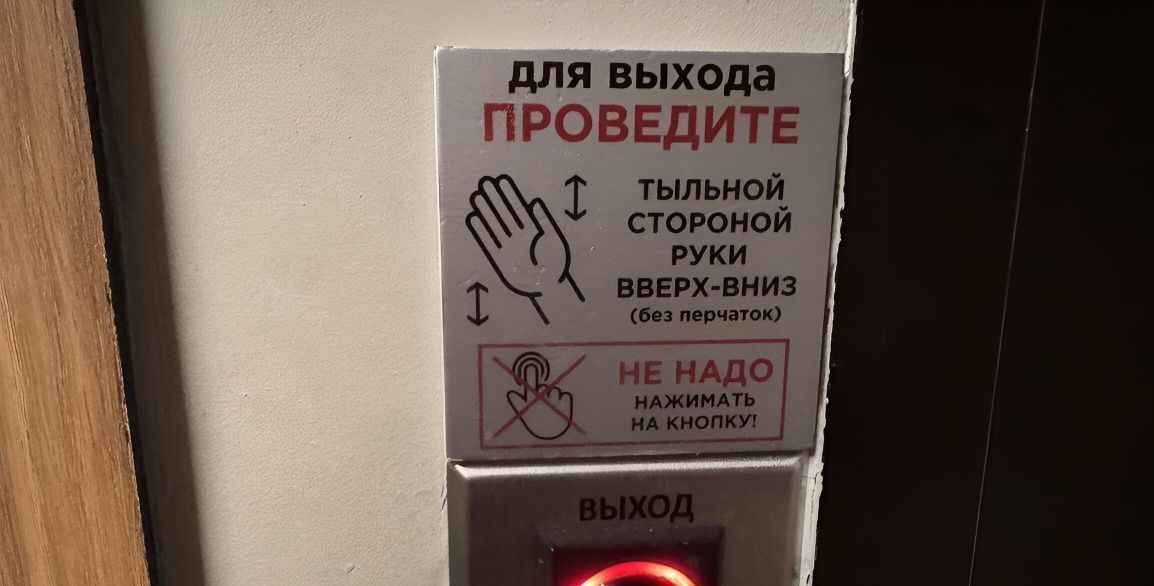 для выхода
ПРОВЕДИТЕ
ТЫЛЬНОЙ
СТОРОНОЙ
РУКИ
ВВЕРХ-ВНИЗ
(без перчаток)
НЕ НАДО
НАЖИМАТЬ
НА КНОПКУ!
ВЫХОД